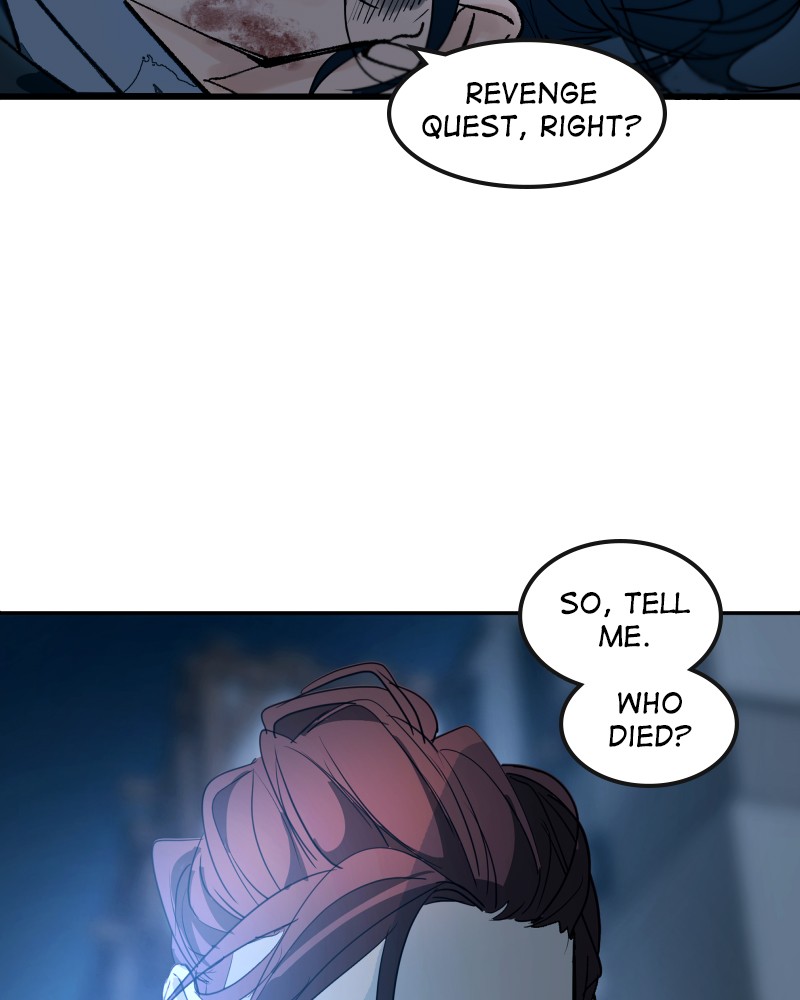 REVENGE
QUEST, RIGHT?
SO, TELL
ME.
WHO
DIED?